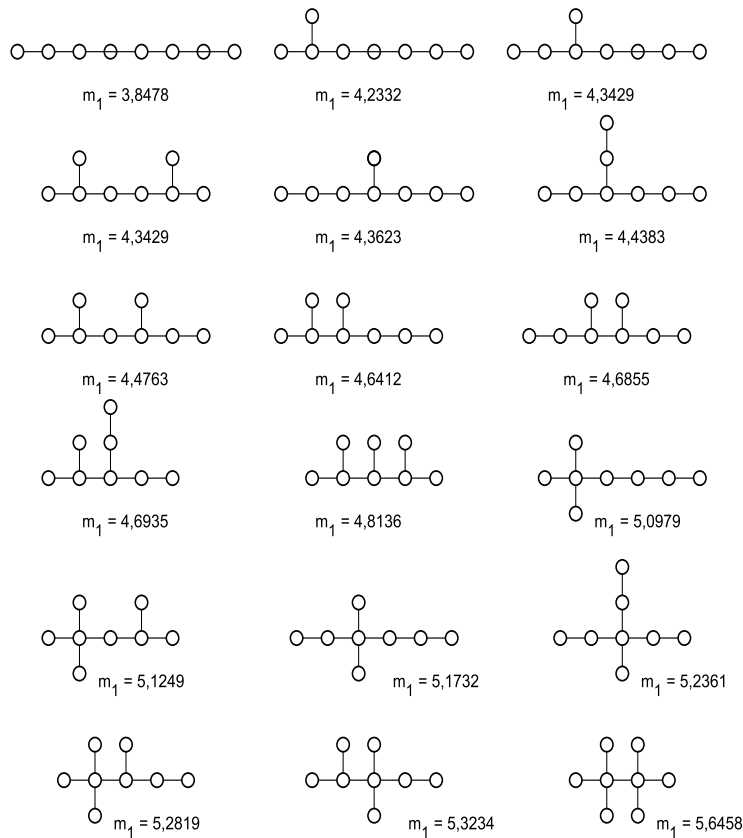 m₁ = 3,8478
m₁ = 4,2332
m₁ = 4,3429
m₁ = 4,3429
m₁ = 4,3623
m₁ = 4,4383
m₁ = 4,4763
m₁ = 4,6412
m₁ = 4,6855
m₁ = 4,6935
m₁ = 4,8136
m₁ = 5,0979
m₁ = 5,1249
m₁ = 5,1732
m₁ = 5,2361
m₁ = 5,2819
m₁ = 5,3234
m₁ = 5,6458